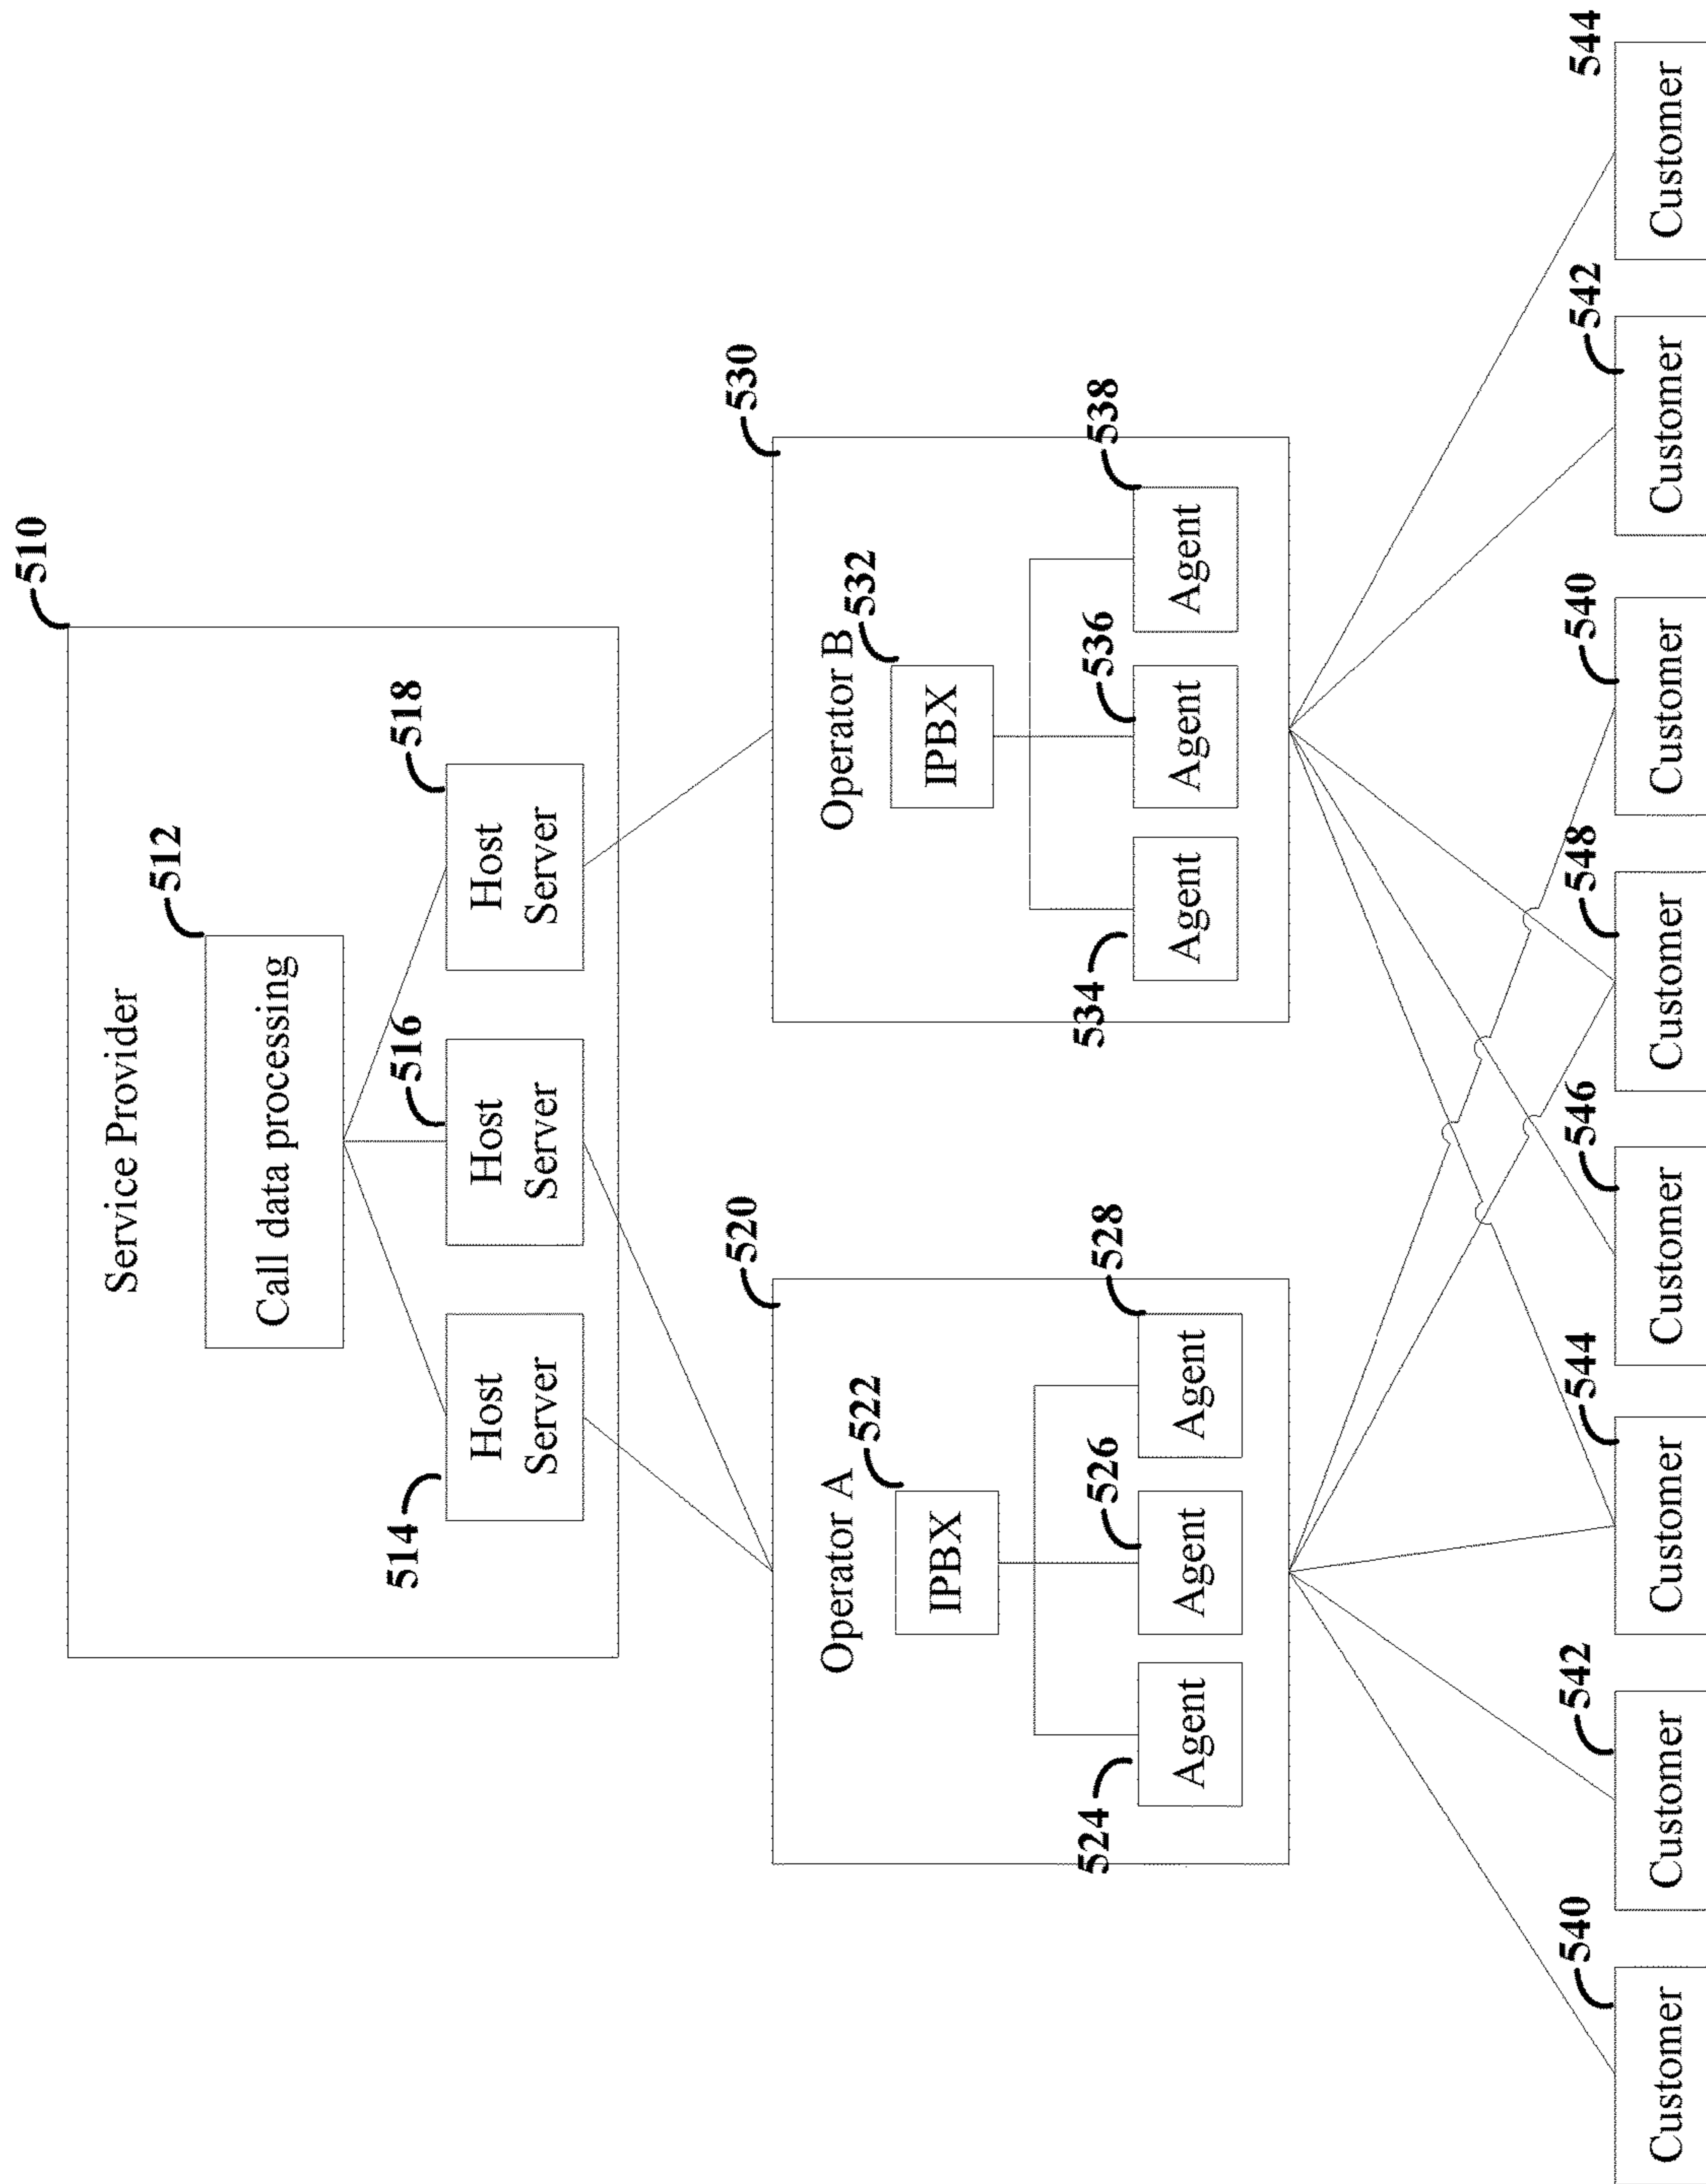 510
Service Provider
512
Call data processing
514
516
518
Host
Server
Host
Server
Host
Server
520
530
Operator A
Operator B
522
532
IPBX
IPBX
524
526
528
534
536
538
Agent
Agent
Agent
Agent
Agent
Agent
540
542
544
546
548
540
542
544
Customer
Customer
Customer
Customer
Customer
Customer
Customer
Customer